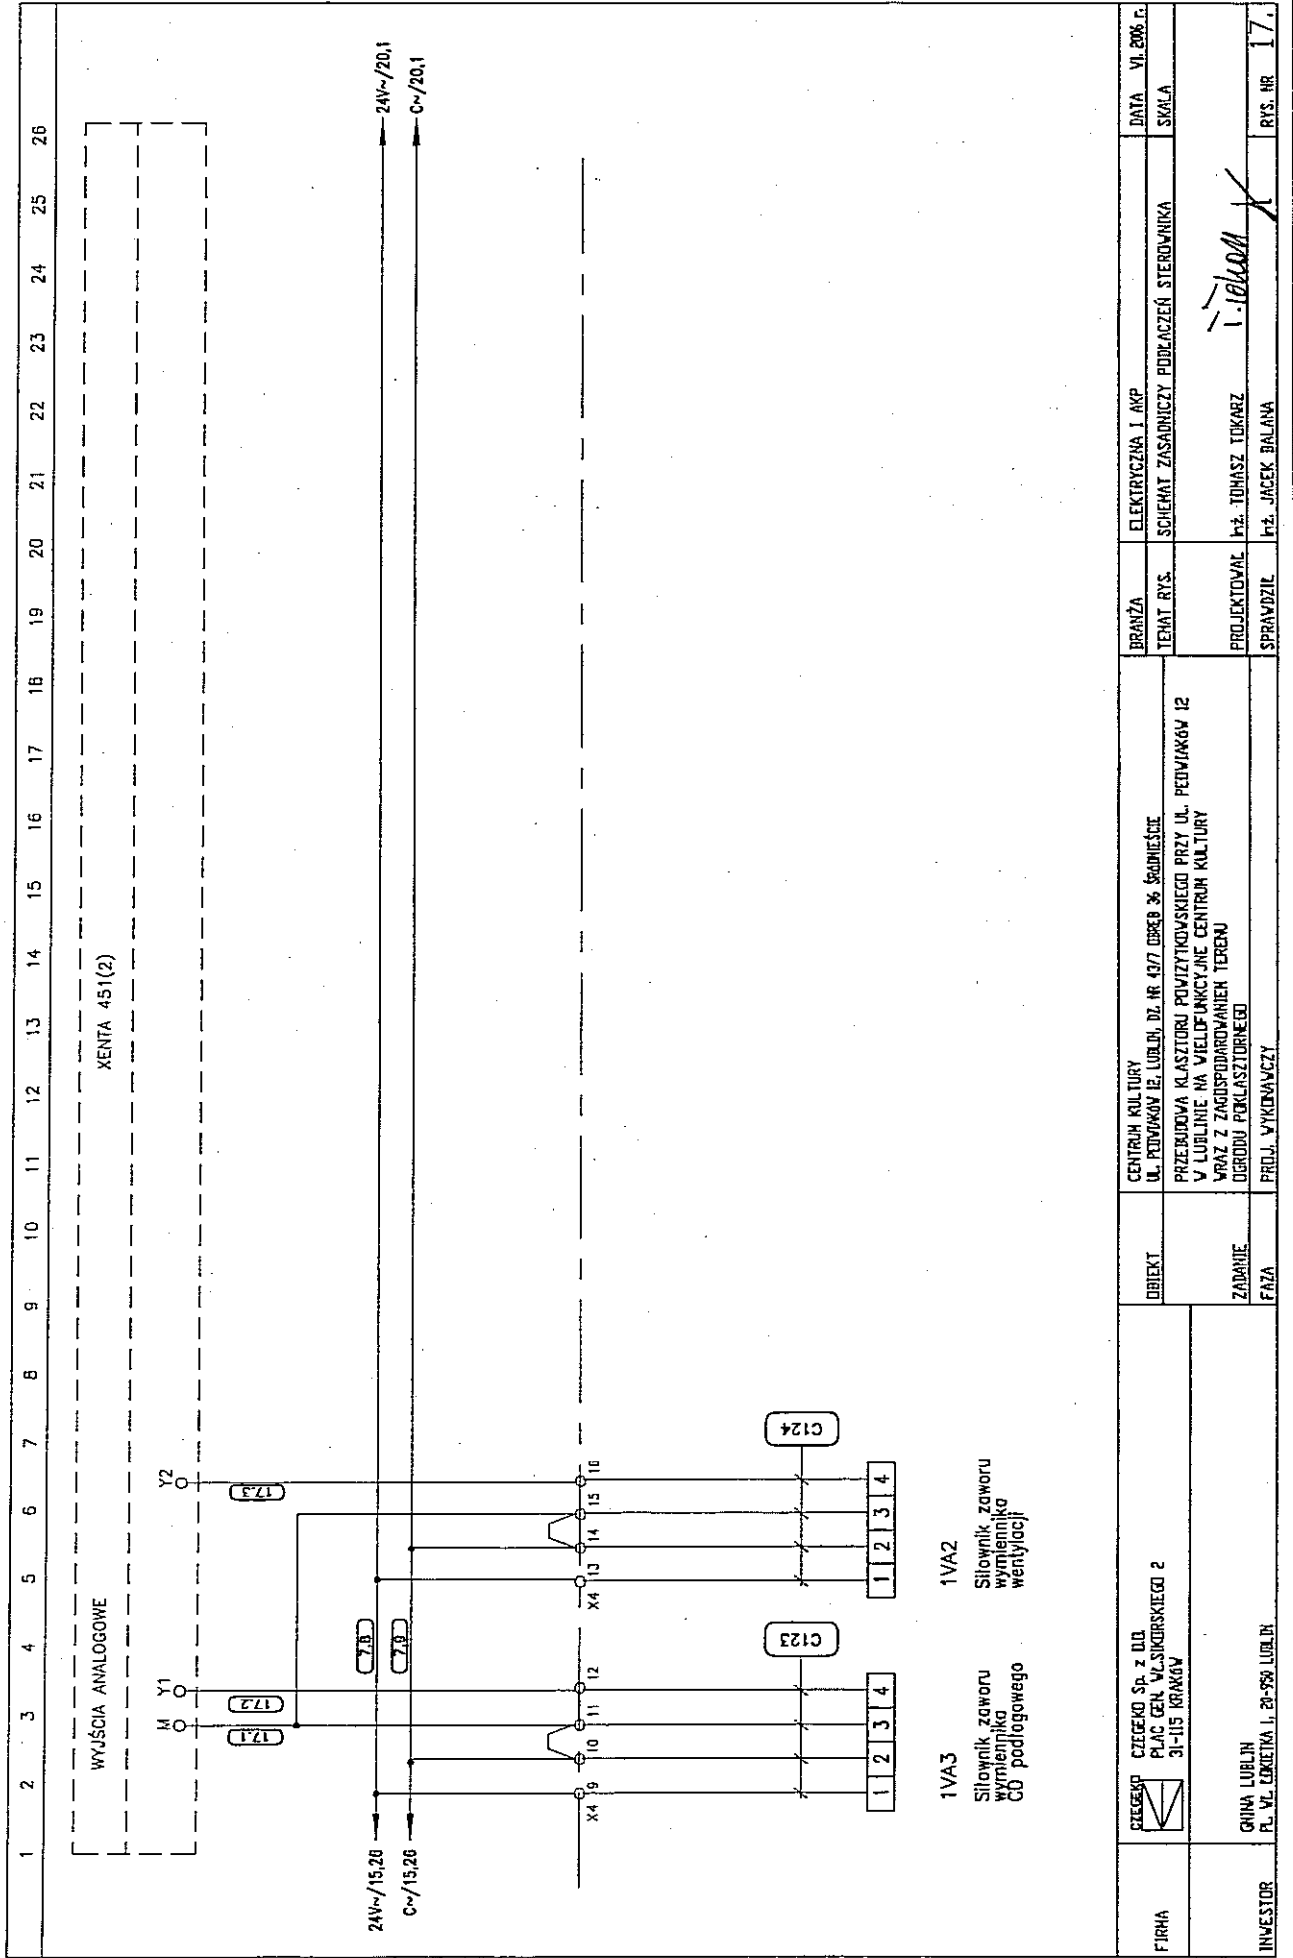 1 2 3 4 5 6 7 8 9 10 11 12 13 14 15 16 17 18 19 20 21 22 23 24 25 26
WYJŚCIA ANALOGOWE
XENTA 451(2)
M Y1 Y2
17.1 17.2 17.3
24V~/15,26 24V~/20,1
C~/15,26 C~/20,1
7.8
7.9
X4 9 10 11 12 X4 13 14 15 16
C123 C124
1 2 3 4 1 2 3 4
1VA3
Siłownik zaworu
wymiennika
CO podłogowego
1VA2
Siłownik zaworu
wymiennika
wentylacji
FIRMA
CZEGEKO
CZEGEKO Sp. z O.O.
PLAC GEN. WŁ.SIKORSKIEGO 2
31-115 KRAKÓW
INWESTOR
GMINA LUBLIN
PL. WŁ. ŁOKIETKA 1, 20-950 LUBLIN
OBIEKT
CENTRUM KULTURY
UL. PEOWIAKÓW 12, LUBLIN, DZ. NR 43/7 OBRĘB 36 ŚRÓDMIEŚCIE
ZADANIE
PRZEBUDOWA KLASZTORU POWIZYTKOWSKIEGO PRZY UL. PEOWIAKÓW 12
W LUBLINIE NA WIELOFUNKCYJNE CENTRUM KULTURY
WRAZ Z ZAGOSPODAROWANIEM TERENU
OGRODU POKLASZTORNEGO
FAZA PROJ. WYKONAWCZY
BRANŻA ELEKTRYCZNA I AKP
TEMAT RYS. SCHEMAT ZASADNICZY PODŁĄCZEŃ STEROWNIKA
PROJEKTOWAŁ inż. TOMASZ TOKARZ
SPRAWDZIŁ inż. JACEK BALANA
DATA VI. 2006 r.
SKALA
RYS. NR 17.